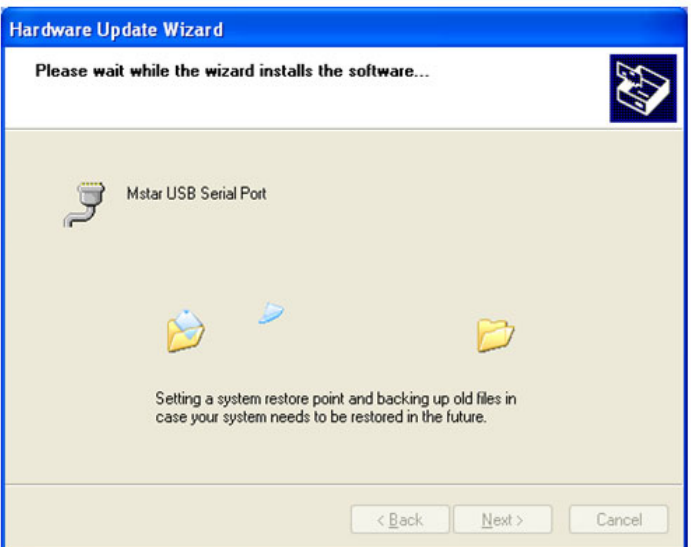 Hardware Update Wizard
Please wait while the wizard installs the software...
Mstar USB Serial Port
Setting a system restore point and backing up old files in
case your system needs to be restored in the future.
< Back Next > Cancel